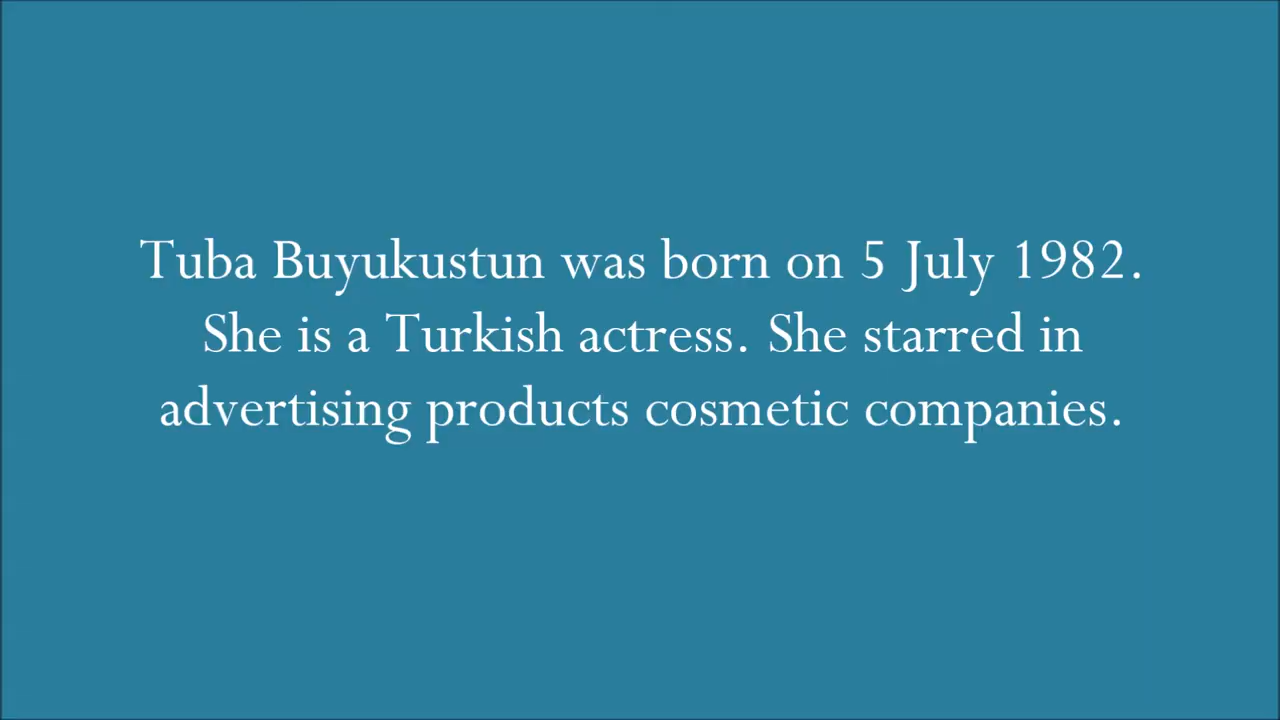 Tuba Buyukustun was born on 5 July 1982.
She is a Turkish actress. She starred in
advertising products cosmetic companies.